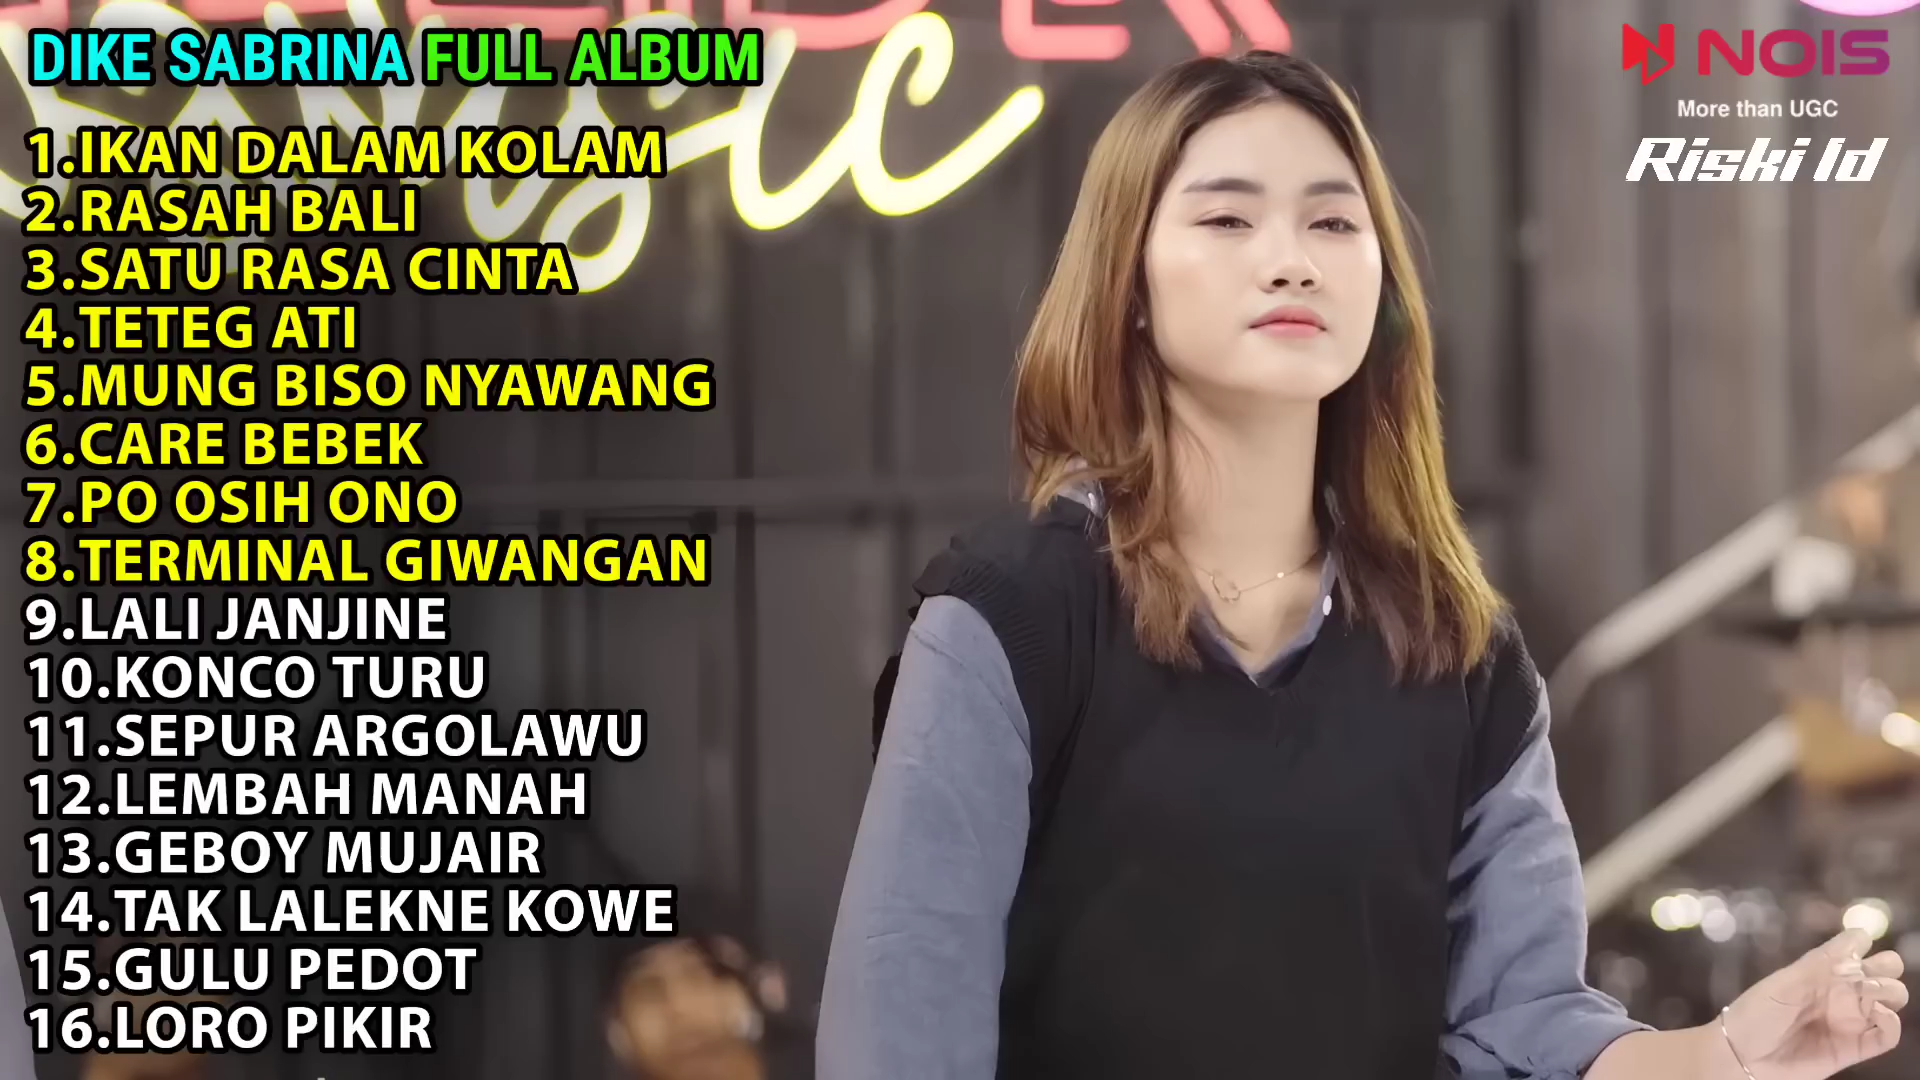 DIKE SABRINA FULL ALBUM
1.IKAN DALAM KOLAM
2.RASAH BALI
3.SATU RASA CINTA
4.TETEG ATI
5.MUNG BISO NYAWANG
6.CARE BEBEK
7.PO OSIH ONO
8.TERMINAL GIWANGAN
9.LALI JANJINE
10.KONCO TURU
11.SEPUR ARGOLAWU
12.LEMBAH MANAH
13.GEBOY MUJAIR
14.TAK LALEKNE KOWE
15.GULU PEDOT
16.LORO PIKIR
NOIS
More than UGC
Riski Id
Music